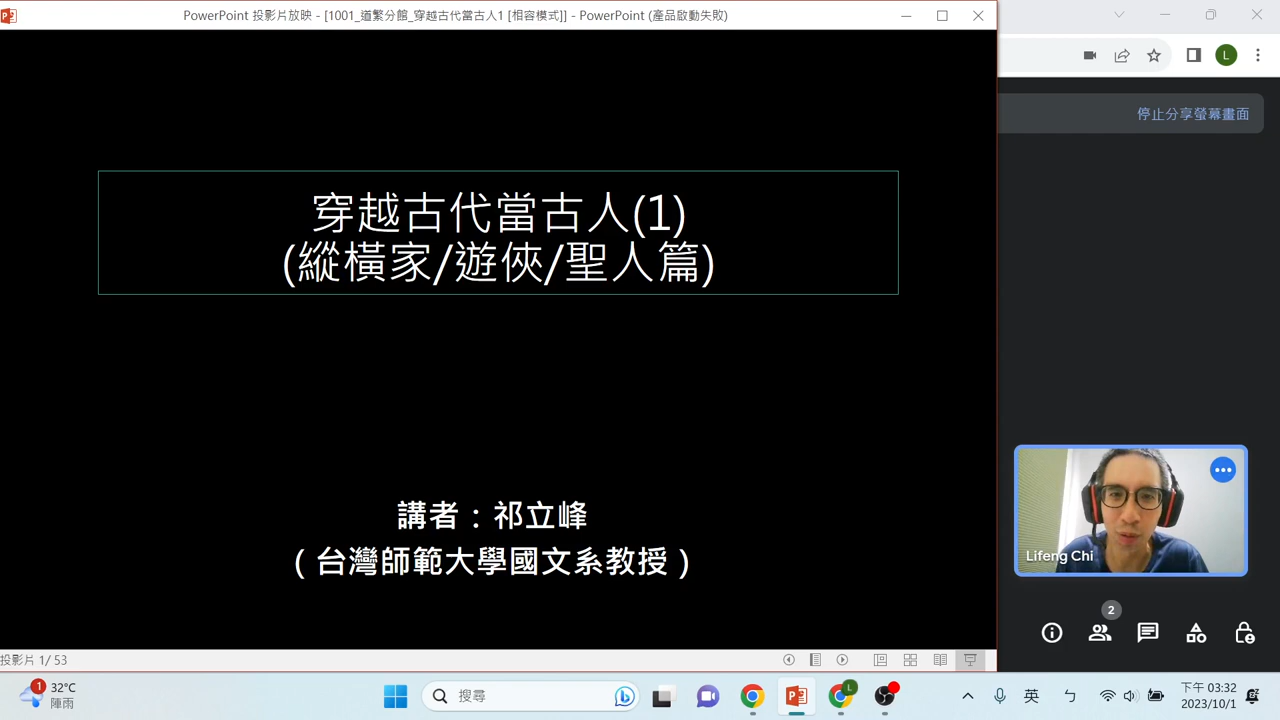 PowerPoint 投影片放映 - [1001_道繁分館_穿越古代當古人1 [相容模式]] - PowerPoint (產品啟動失敗)
L
停止分享螢幕畫面
穿越古代當古人(1)
(縱橫家/遊俠/聖人篇)
講者：祁立峰
（台灣師範大學國文系教授）
Lifeng Chi
2
投影片 1/ 53
1
32°C
陣雨
搜尋
L
英
ㄅ
下午 03:32
2023/10/1